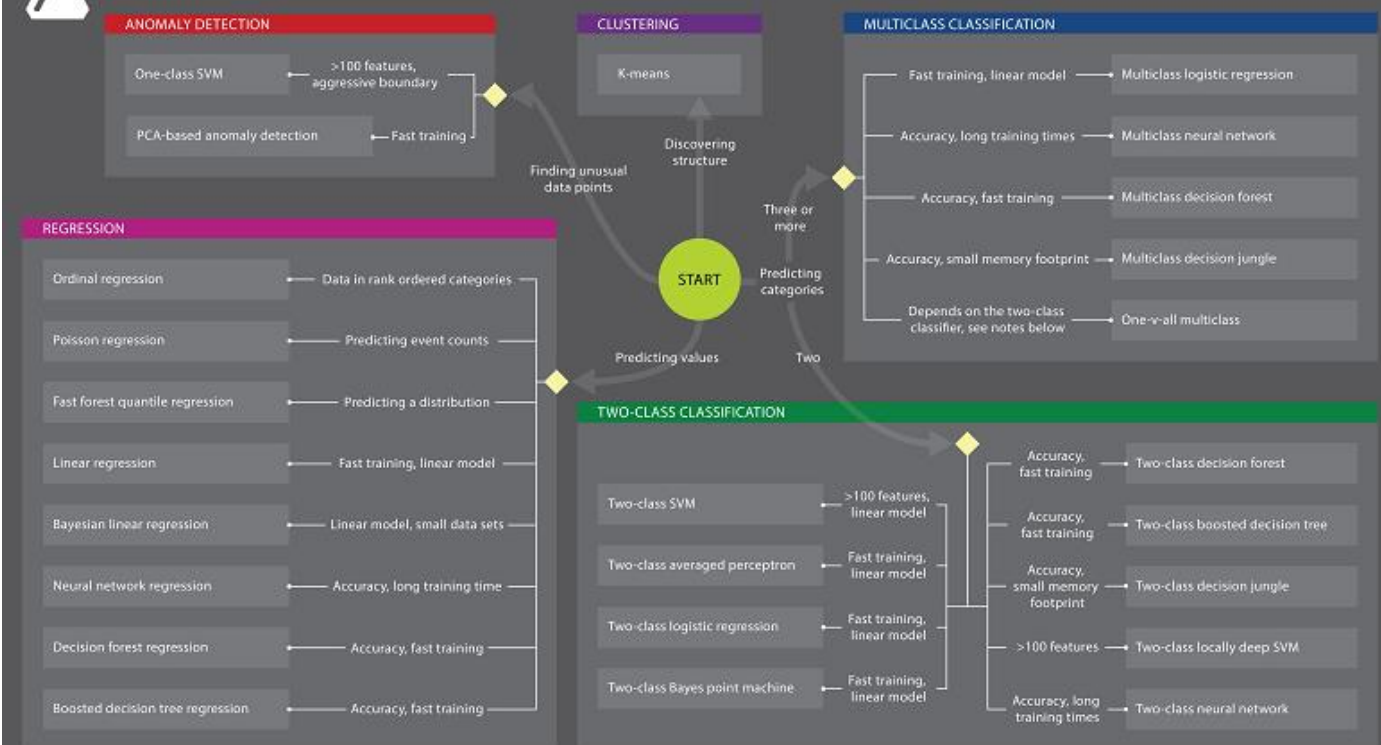 ANOMALY DETECTION
One-class SVM
>100 features,
aggressive boundary
PCA-based anomaly detection
Fast training
CLUSTERING
K-means
MULTICLASS CLASSIFICATION
Fast training, linear model
Multiclass logistic regression
Accuracy, long training times
Multiclass neural network
Accuracy, fast training
Multiclass decision forest
Accuracy, small memory footprint
Multiclass decision jungle
Depends on the two-class
classifier, see notes below
One-v-all multiclass
Finding unusual
data points
Discovering
structure
Three or
more
START
Predicting
categories
Predicting values
Two
REGRESSION
Ordinal regression
Data in rank ordered categories
Poisson regression
Predicting event counts
Fast forest quantile regression
Predicting a distribution
Linear regression
Fast training, linear model
Bayesian linear regression
Linear model, small data sets
Neural network regression
Accuracy, long training time
Decision forest regression
Accuracy, fast training
Boosted decision tree regression
Accuracy, fast training
TWO-CLASS CLASSIFICATION
Two-class SVM
>100 features,
linear model
Two-class averaged perceptron
Fast training,
linear model
Two-class logistic regression
Fast training,
linear model
Two-class Bayes point machine
Fast training,
linear model
Accuracy,
fast training
Two-class decision forest
Accuracy,
fast training
Two-class boosted decision tree
Accuracy,
small memory
footprint
Two-class decision jungle
>100 features
Two-class locally deep SVM
Accuracy, long
training times
Two-class neural network